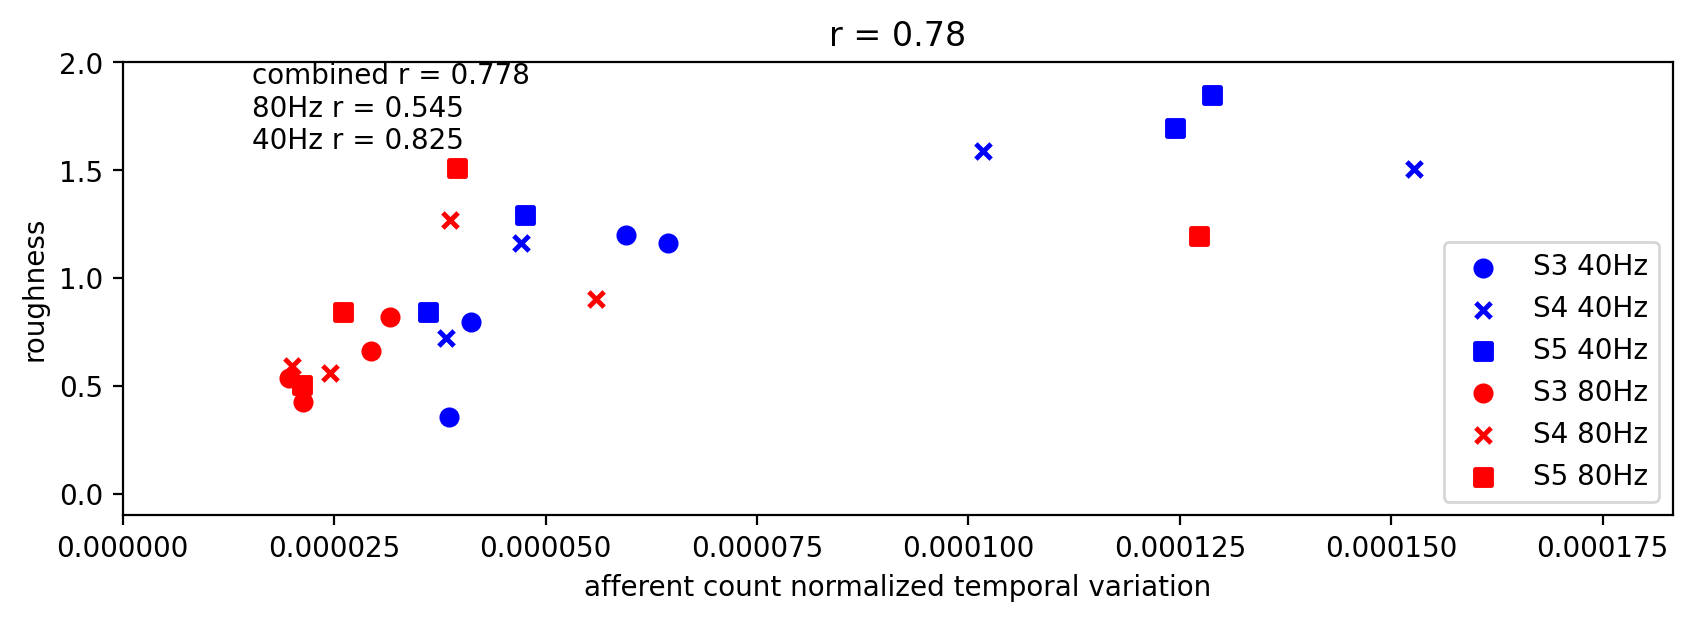 r = 0.78
combined r = 0.778
80Hz r = 0.545
40Hz r = 0.825
2.0
1.5
1.0
0.5
0.0
roughness
S3 40Hz
S4 40Hz
S5 40Hz
S3 80Hz
S4 80Hz
S5 80Hz
0.000000 0.000025 0.000050 0.000075 0.000100 0.000125 0.000150 0.000175
afferent count normalized temporal variation